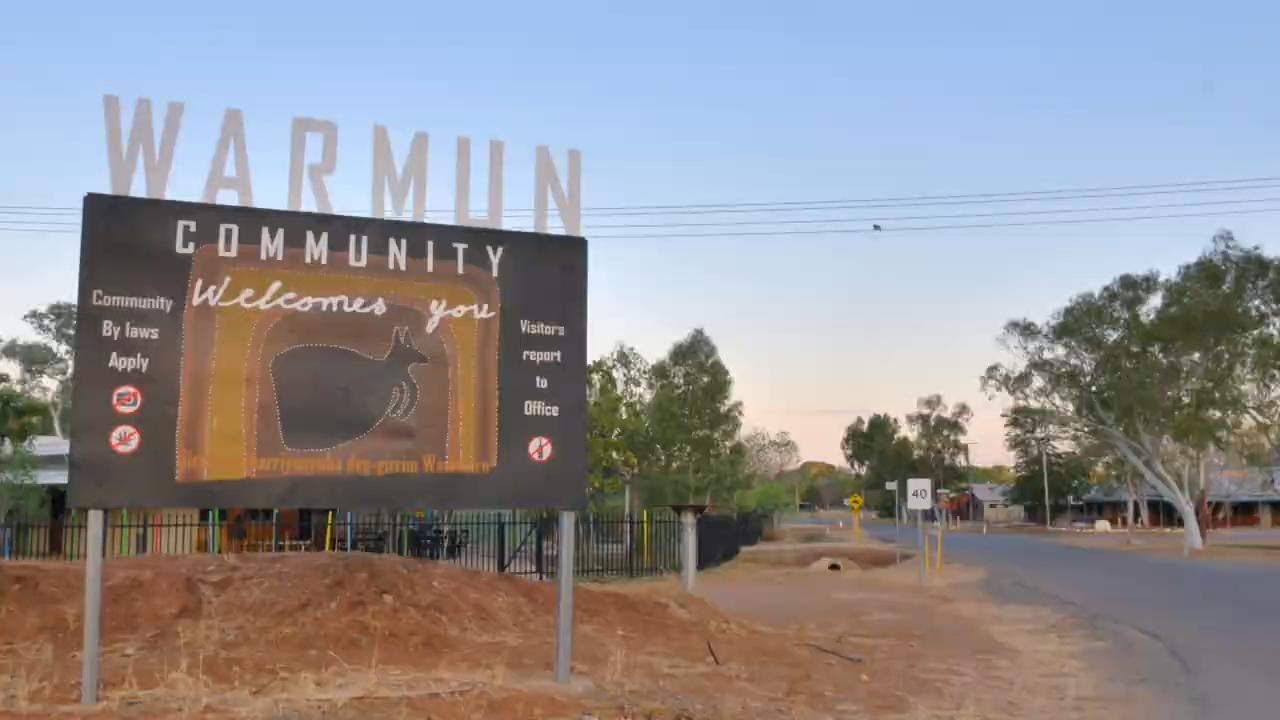 WARMUN
COMMUNITY
Welcomes you
Community
By laws
Apply
Visitors
report
to
Office
40